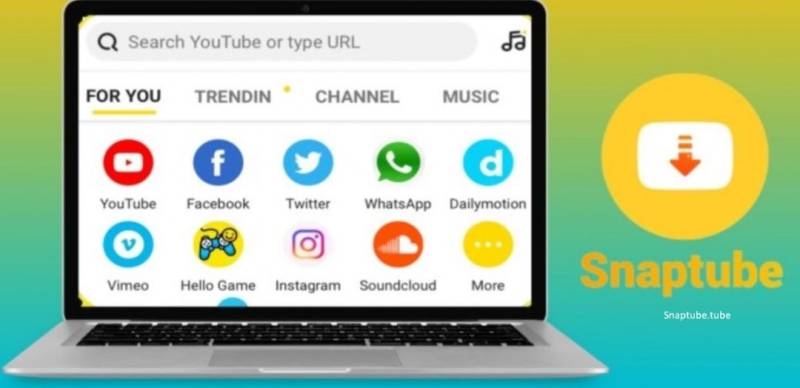 Search YouTube or type URL
FOR YOU TRENDIN CHANNEL MUSIC
YouTube Facebook Twitter WhatsApp Dailymotion
Vimeo Hello Game Instagram Soundcloud More
Snaptube
Snaptube.tube